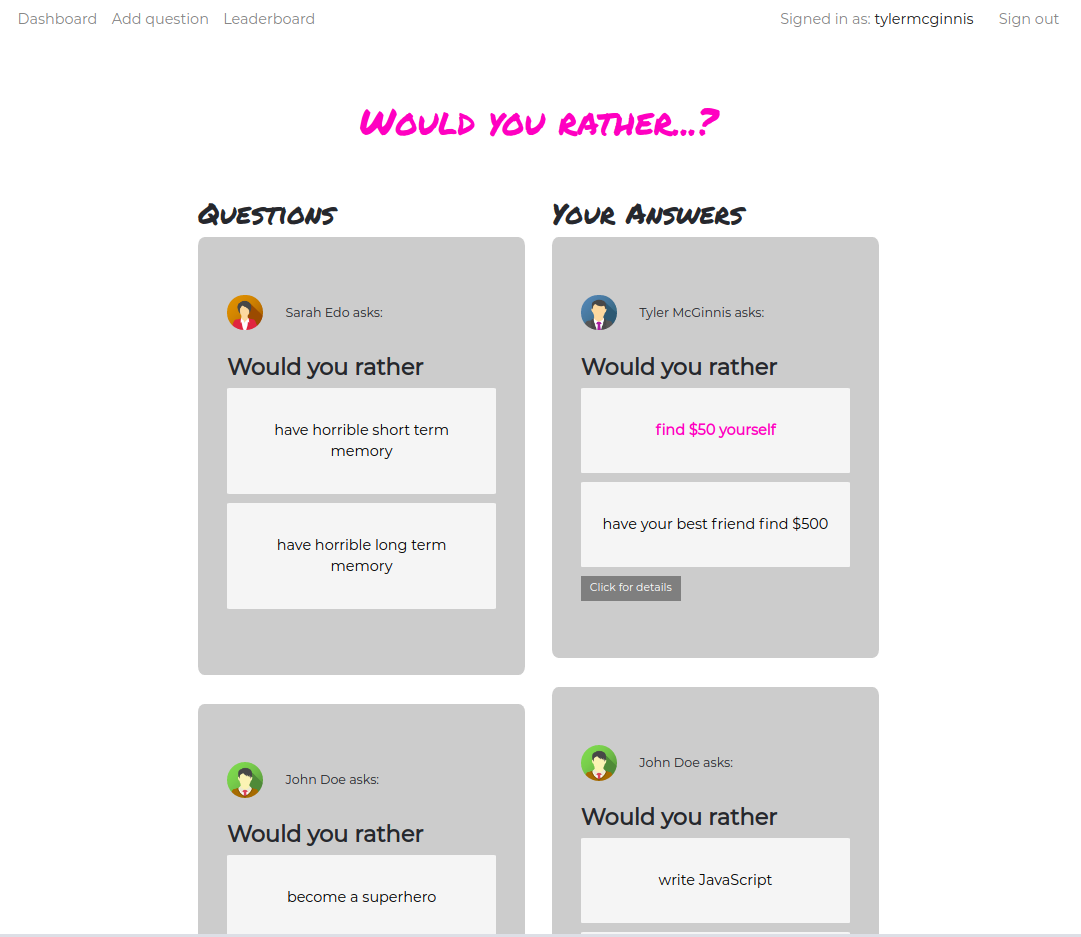 Dashboard Add question Leaderboard Signed in as: tylermcginnis Sign out
Would you rather...?
Questions
Sarah Edo asks:
Would you rather
have horrible short term
memory
have horrible long term
memory
John Doe asks:
Would you rather
become a superhero
Your Answers
Tyler McGinnis asks:
Would you rather
find $50 yourself
have your best friend find $500
Click for details
John Doe asks:
Would you rather
write JavaScript